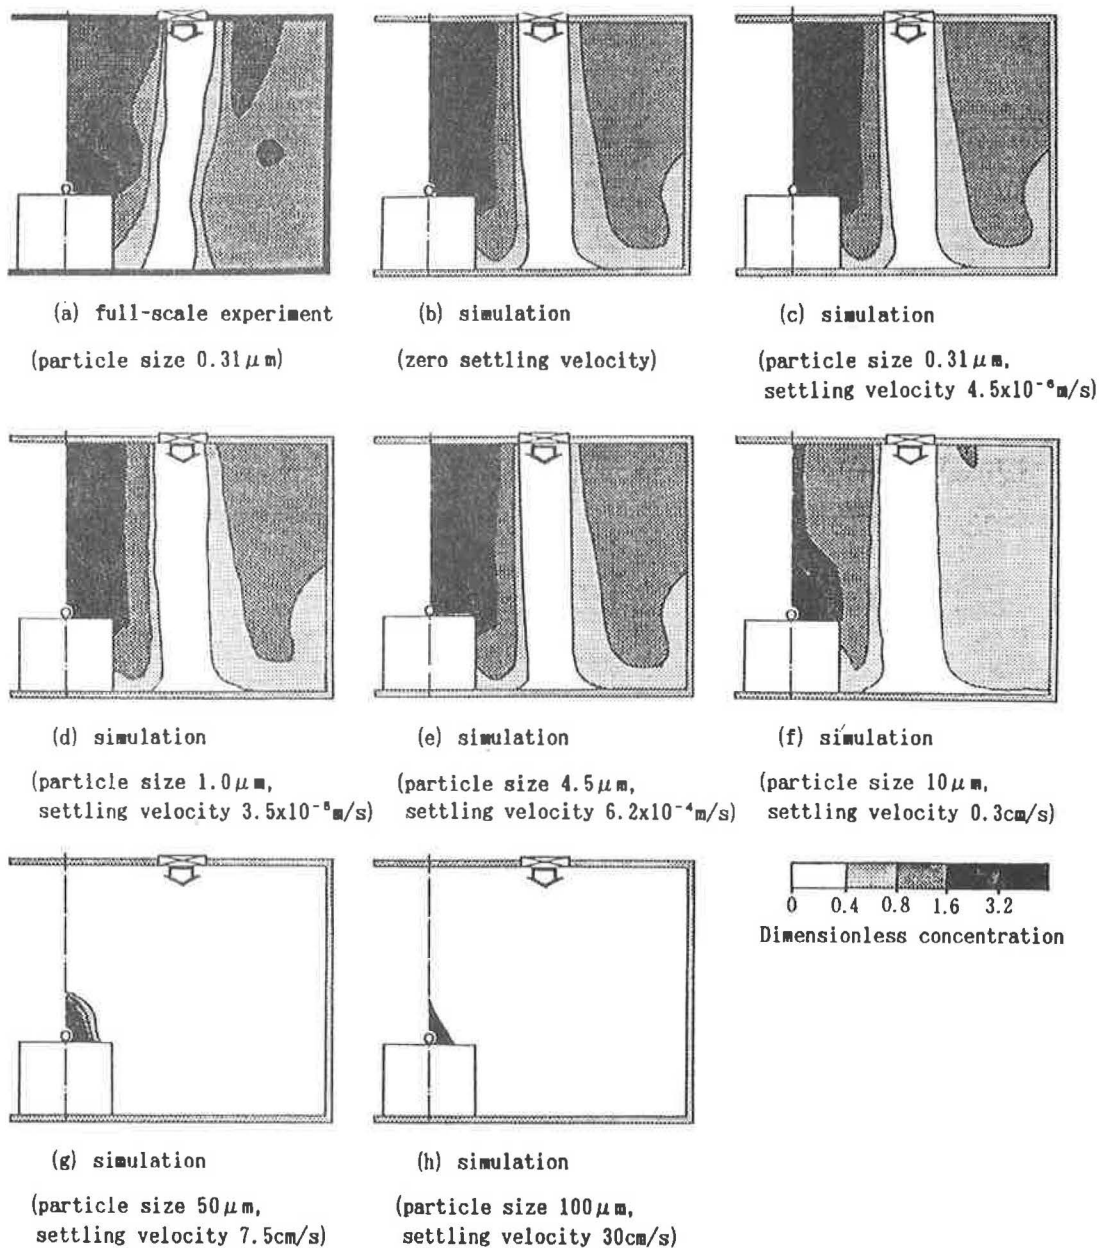 (a) full-scale experiment
(particle size 0.31μm)
(b) simulation
(zero settling velocity)
(c) simulation
(particle size 0.31μm,
settling velocity 4.5x10⁻⁶m/s)
(d) simulation
(particle size 1.0μm,
settling velocity 3.5x10⁻⁵m/s)
(e) simulation
(particle size 4.5μm,
settling velocity 6.2x10⁻⁴m/s)
(f) simulation
(particle size 10μm,
settling velocity 0.3cm/s)
0 0.4 0.8 1.6 3.2
Dimensionless concentration
(g) simulation
(particle size 50μm,
settling velocity 7.5cm/s)
(h) simulation
(particle size 100μm,
settling velocity 30cm/s)